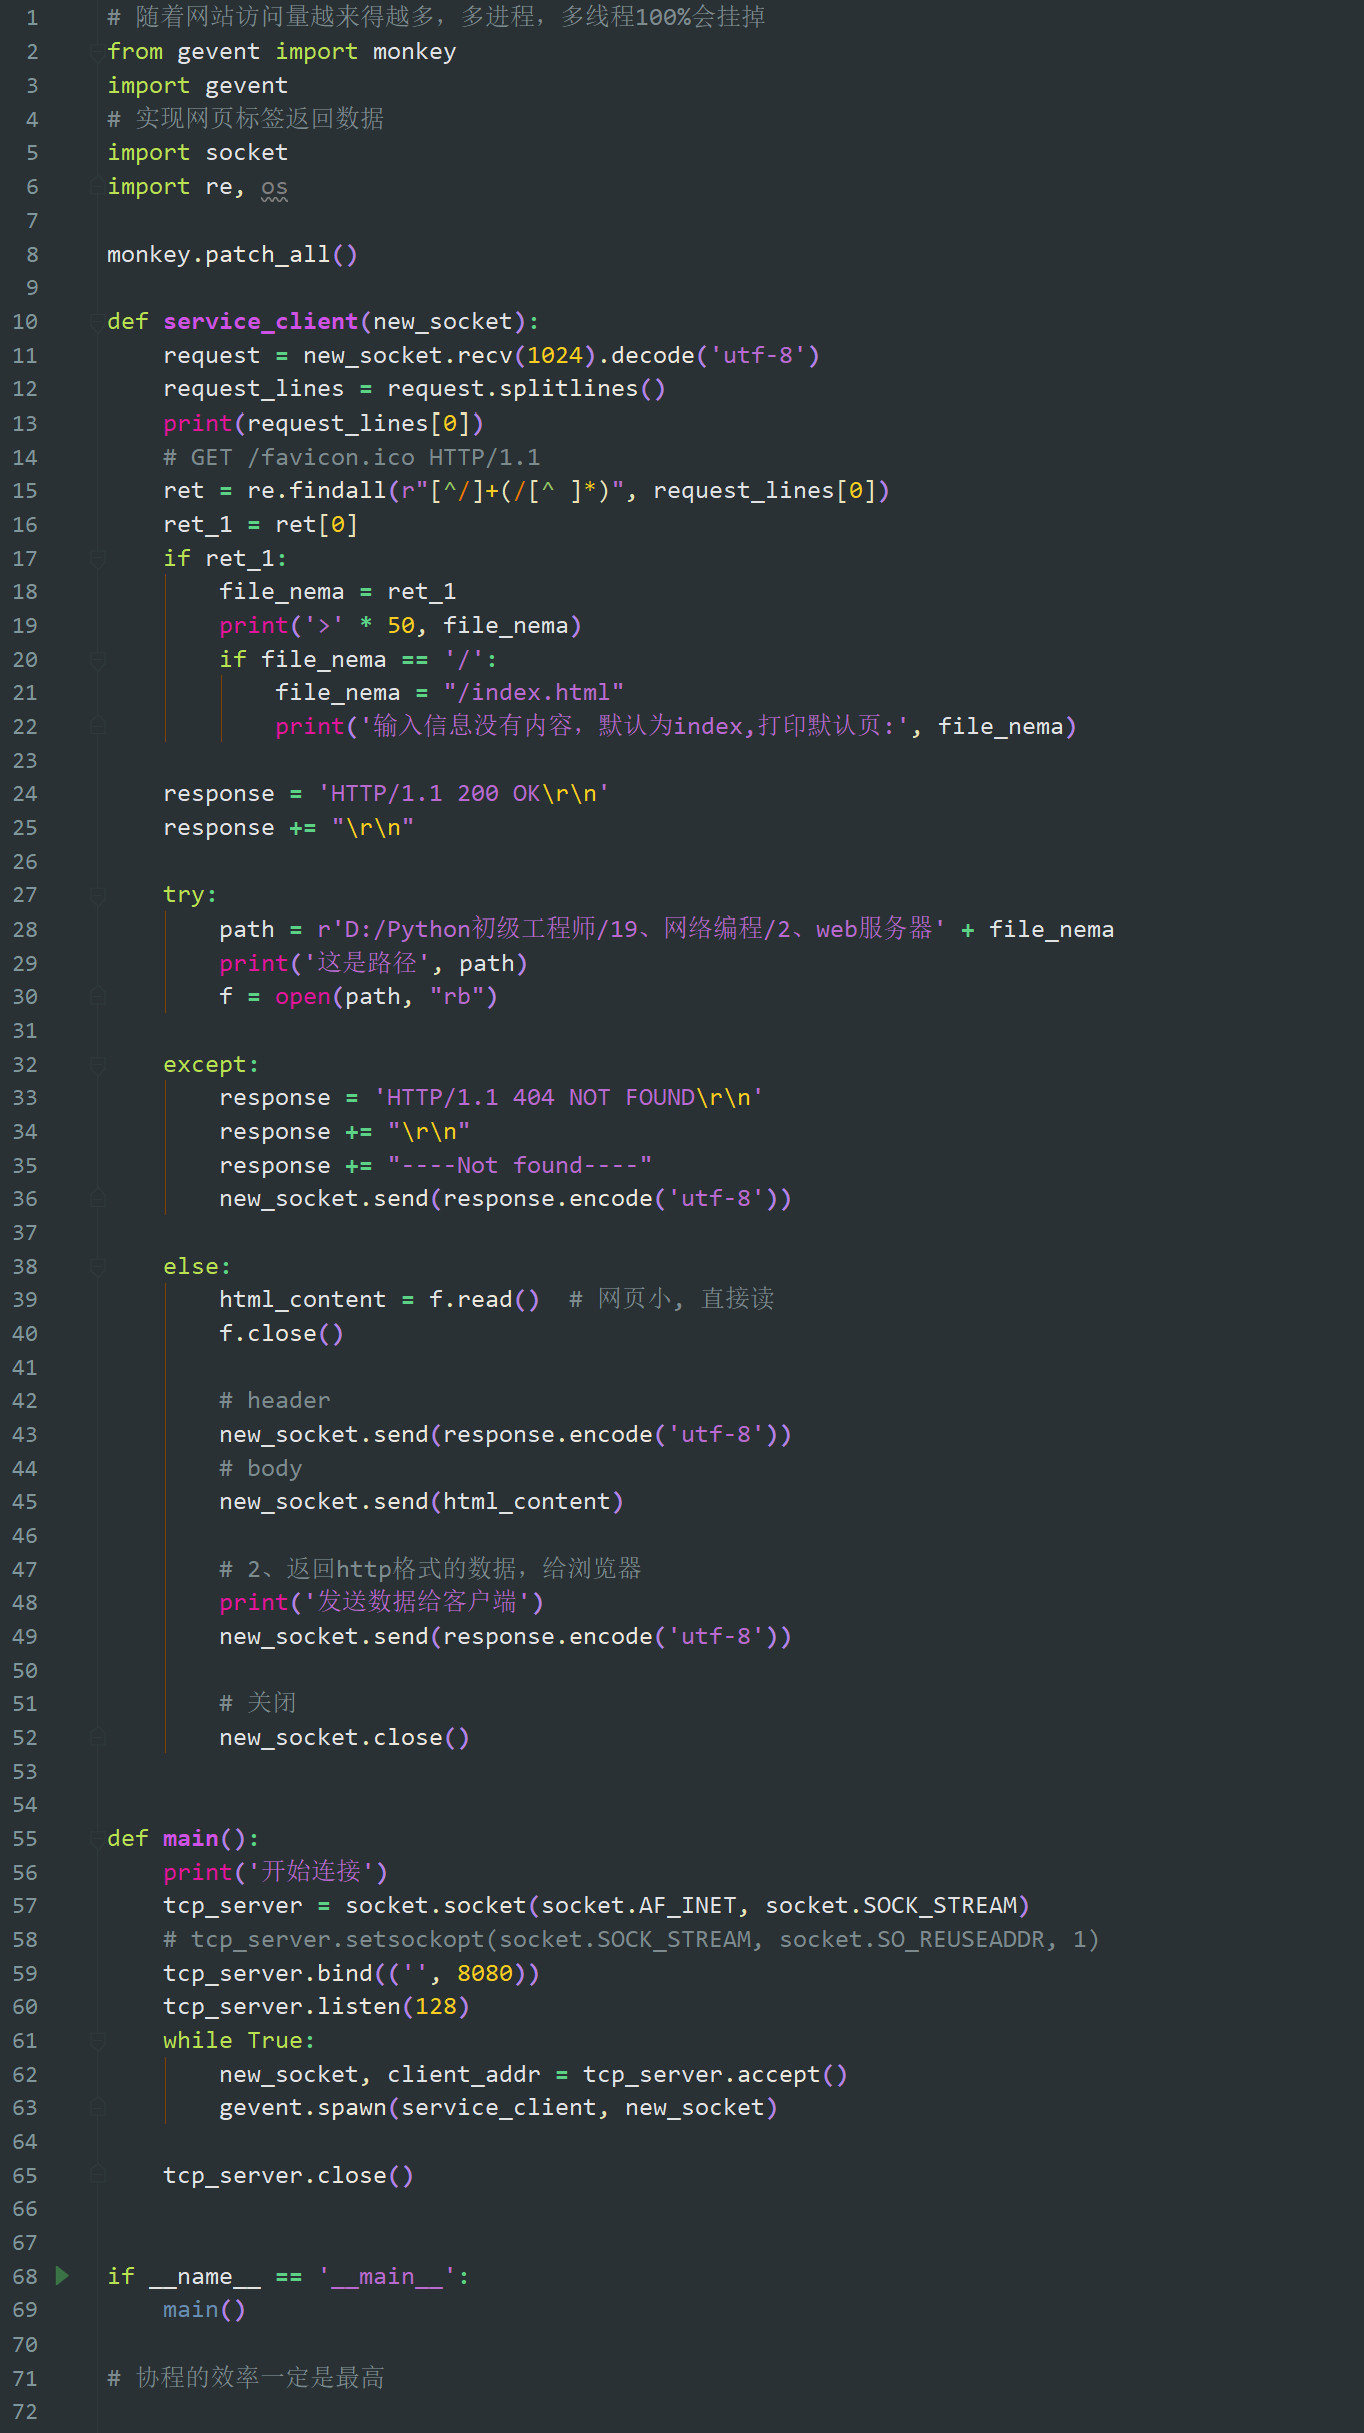 1 # 随着网站访问量越来得越多，多进程，多线程100%会挂掉
2 from gevent import monkey
3 import gevent
4 # 实现网页标签返回数据
5 import socket
6 import re, os
7
8 monkey.patch_all()
9
10 def service_client(new_socket):
11     request = new_socket.recv(1024).decode('utf-8')
12     request_lines = request.splitlines()
13     print(request_lines[0])
14     # GET /favicon.ico HTTP/1.1
15     ret = re.findall(r"[^/]+(/[^ ]*)", request_lines[0])
16     ret_1 = ret[0]
17     if ret_1:
18         file_nema = ret_1
19         print('>' * 50, file_nema)
20         if file_nema == '/':
21             file_nema = "/index.html"
22             print('输入信息没有内容，默认为index,打印默认页:', file_nema)
23
24     response = 'HTTP/1.1 200 OK\r\n'
25     response += "\r\n"
26
27     try:
28         path = r'D:/Python初级工程师/19、网络编程/2、web服务器' + file_nema
29         print('这是路径', path)
30         f = open(path, "rb")
31
32     except:
33         response = 'HTTP/1.1 404 NOT FOUND\r\n'
34         response += "\r\n"
35         response += "----Not found----"
36         new_socket.send(response.encode('utf-8'))
37
38     else:
39         html_content = f.read()  # 网页小, 直接读
40         f.close()
41
42         # header
43         new_socket.send(response.encode('utf-8'))
44         # body
45         new_socket.send(html_content)
46
47         # 2、返回http格式的数据，给浏览器
48         print('发送数据给客户端')
49         new_socket.send(response.encode('utf-8'))
50
51         # 关闭
52         new_socket.close()
53
54
55 def main():
56     print('开始连接')
57     tcp_server = socket.socket(socket.AF_INET, socket.SOCK_STREAM)
58     # tcp_server.setsockopt(socket.SOCK_STREAM, socket.SO_REUSEADDR, 1)
59     tcp_server.bind(('', 8080))
60     tcp_server.listen(128)
61     while True:
62         new_socket, client_addr = tcp_server.accept()
63         gevent.spawn(service_client, new_socket)
64
65     tcp_server.close()
66
67
68 if __name__ == '__main__':
69     main()
70
71 # 协程的效率一定是最高
72